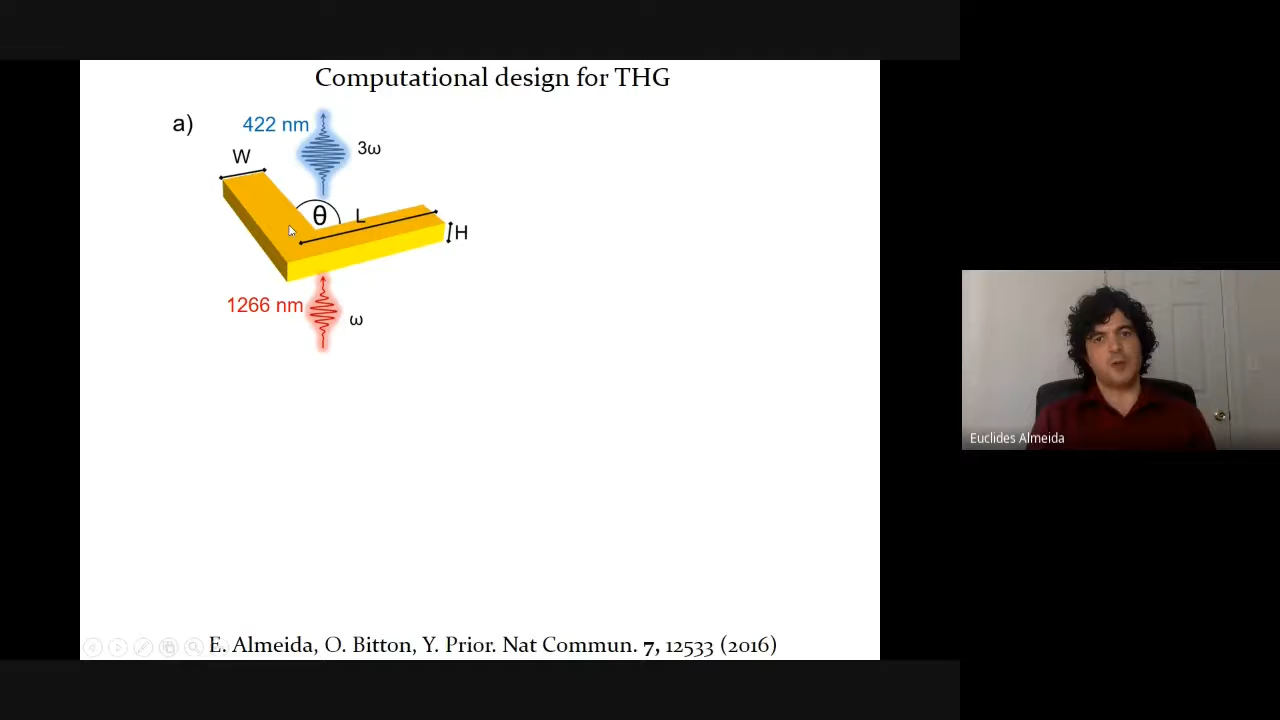 Computational design for THG
a)
422 nm
3ω
W
θ
L
H
1266 nm
ω
Euclides Almeida
E. Almeida, O. Bitton, Y. Prior. Nat Commun. 7, 12533 (2016)